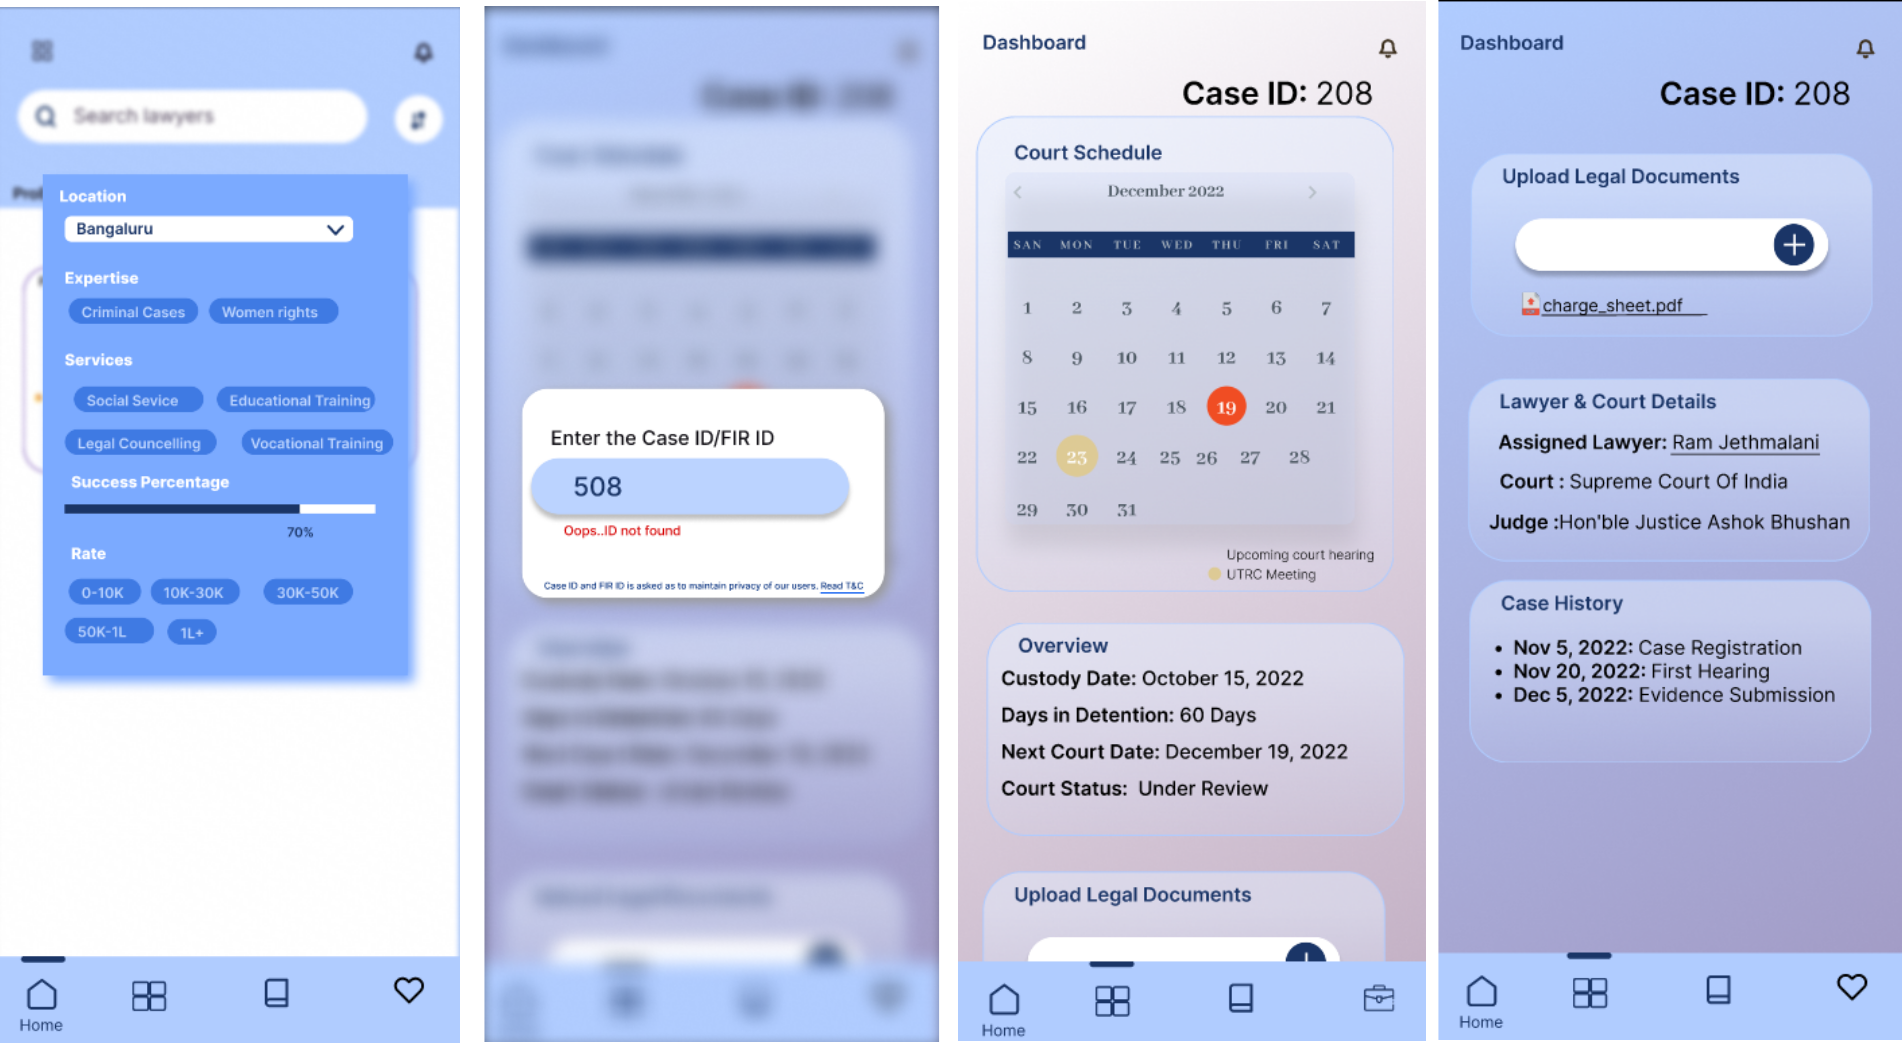 Search lawyers
Location
Bangaluru
Expertise
Criminal Cases Women rights
Services
Social Sevice Educational Training
Legal Councelling Vocational Training
Success Percentage
70%
Rate
0-10K 10K-30K 30K-50K
50K-1L 1L+
Home
Enter the Case ID/FIR ID
508
Oops..ID not found
Case ID and FIR ID is asked as to maintain privacy of our users. Read T&C
Dashboard
Case ID: 208
Court Schedule
December 2022
SAN MON TUE WED THU FRI SAT
1 2 3 4 5 6 7
8 9 10 11 12 13 14
15 16 17 18 19 20 21
22 23 24 25 26 27 28
29 30 31
Upcoming court hearing
UTRC Meeting
Overview
Custody Date: October 15, 2022
Days in Detention: 60 Days
Next Court Date: December 19, 2022
Court Status: Under Review
Upload Legal Documents
Home
Dashboard
Case ID: 208
Upload Legal Documents
charge_sheet.pdf
Lawyer & Court Details
Assigned Lawyer: Ram Jethmalani
Court : Supreme Court Of India
Judge :Hon'ble Justice Ashok Bhushan
Case History
• Nov 5, 2022: Case Registration
• Nov 20, 2022: First Hearing
• Dec 5, 2022: Evidence Submission
Home